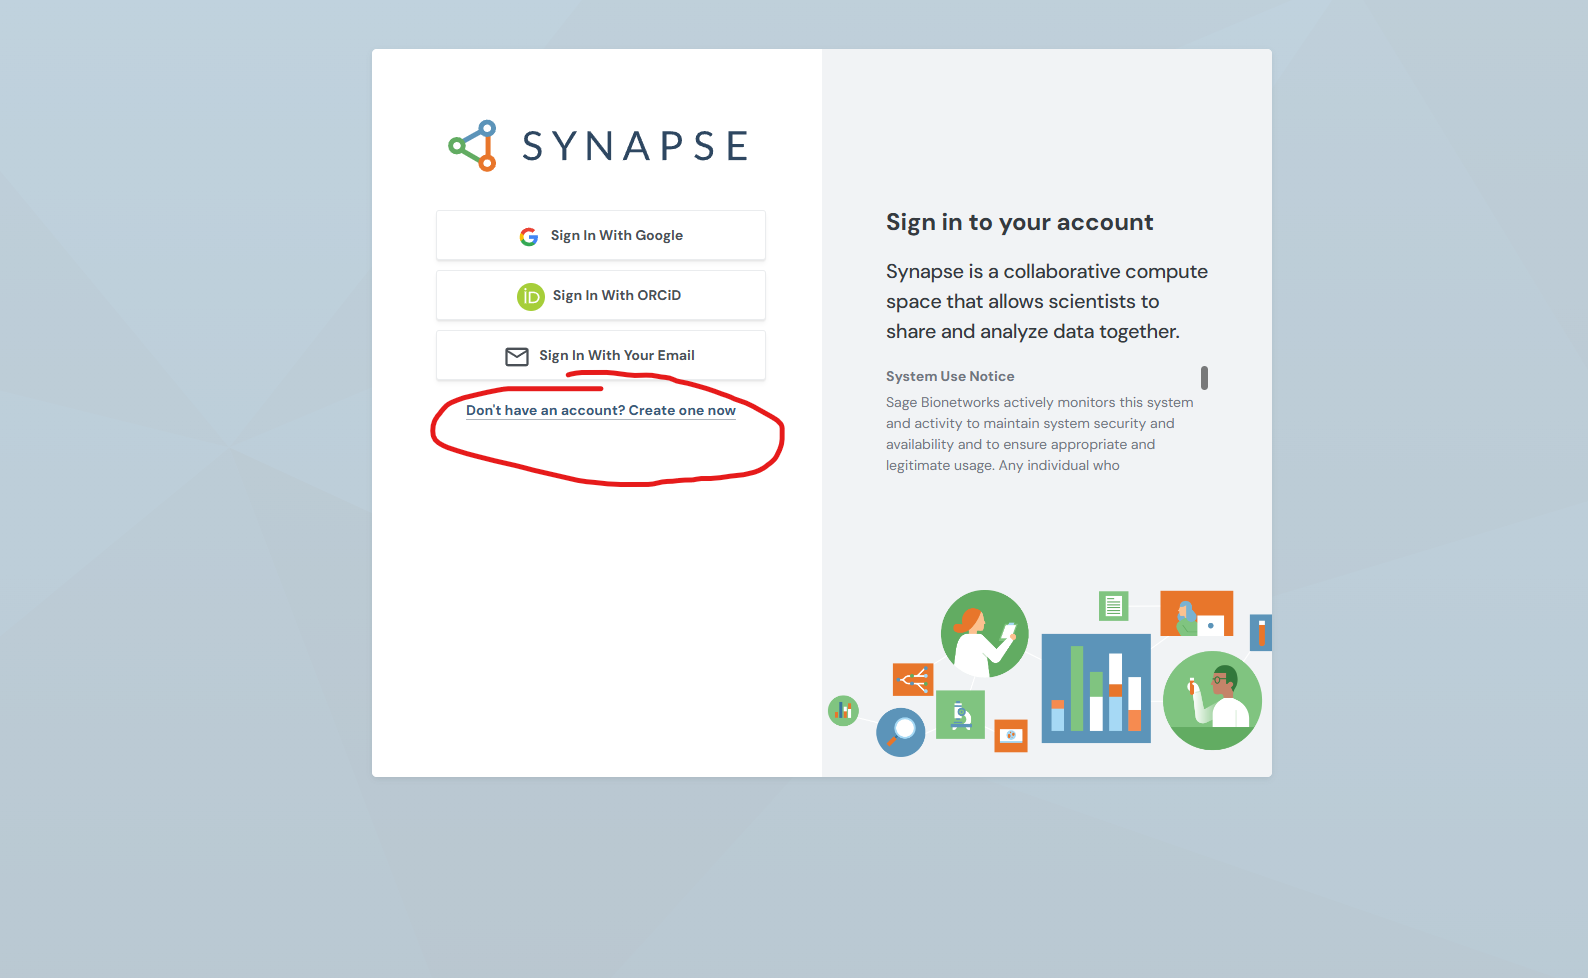 SYNAPSE
Sign In With Google
iD Sign In With ORCiD
Sign In With Your Email
Don't have an account? Create one now
Sign in to your account
Synapse is a collaborative compute
space that allows scientists to
share and analyze data together.
System Use Notice
Sage Bionetworks actively monitors this system
and activity to maintain system security and
availability and to ensure appropriate and
legitimate usage. Any individual who